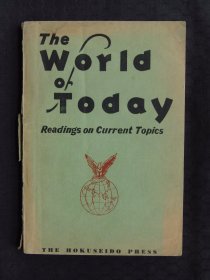 The
World
of
Today
Readings on Current Topics
THE HOKUSEIDO PRESS